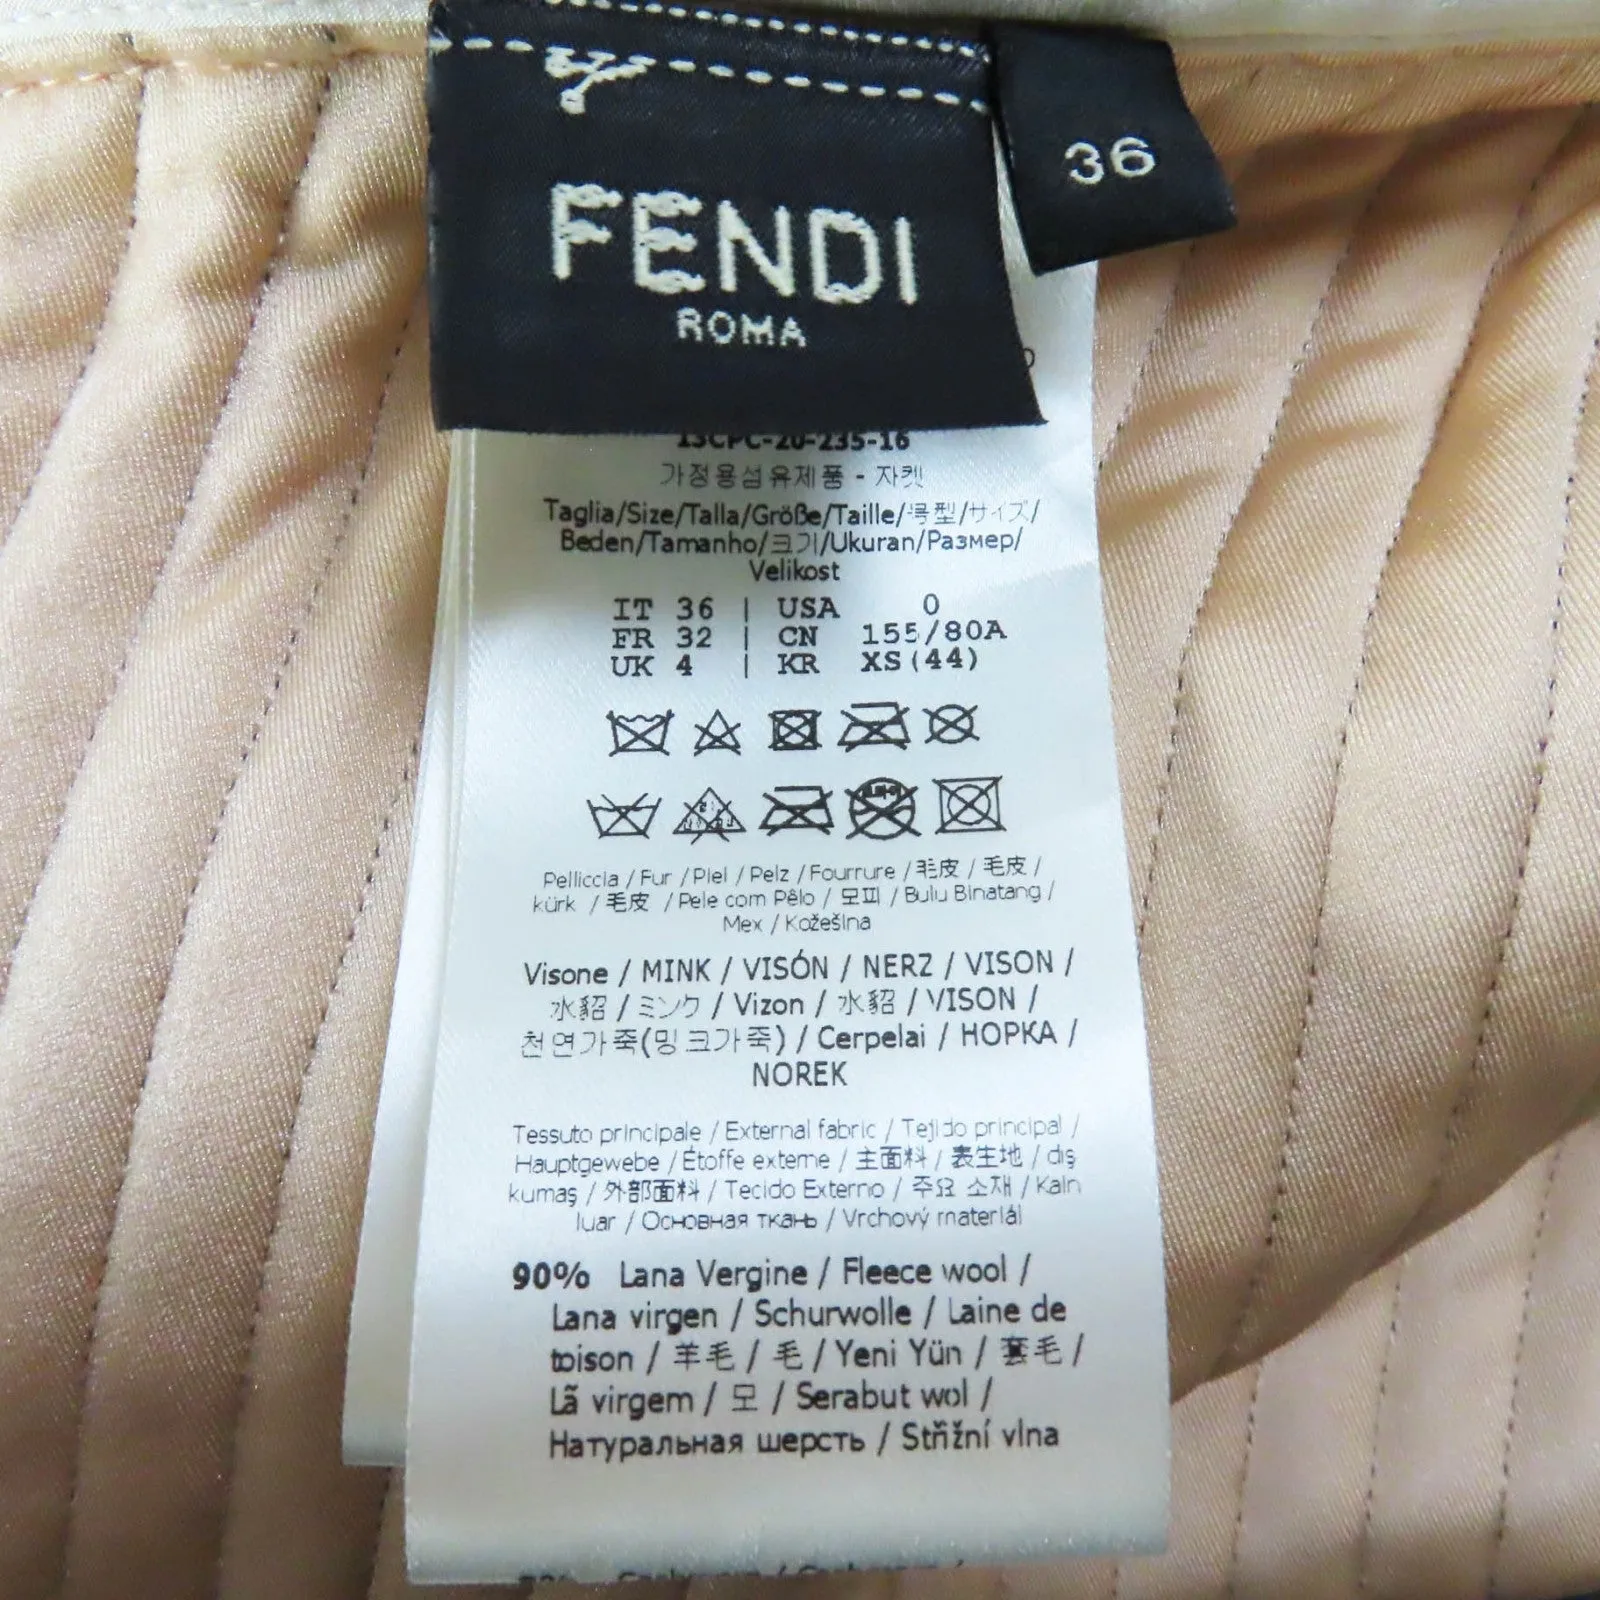 FENDI
ROMA
36
15CPC-20-235-16
가정용섬유제품 - 자켓
Taglia/Size/Talla/Größe/Taille/号型/サイズ/
Beden/Tamanho/크기/Ukuran/Размер/
Velikost
IT 36 | USA 0
FR 32 | CN 155/80A
UK 4 | KR XS(44)
Pelliccia / Fur / Piel / Pelz / Fourrure / 毛皮 / 毛皮 /
kürk / 毛皮 / Pele com Pêlo / 모피 / Bulu Binatang /
Mex / Kožešina
Visone / MINK / VISÓN / NERZ / VISON /
水貂 / ミンク / Vizon / 水貂 / VISON /
천연가죽(밍크가죽) / Cerpelai / НОРКА /
NOREK
Tessuto principale / External fabric / Tejido principal /
Hauptgewebe / Étoffe externe / 主面料 / 表生地 / dış
kumaş / 外部面料 / Tecido Externo / 주요 소재 / Kain
luar / Основная ткань / Vrchový materiál
90% Lana Vergine / Fleece wool /
Lana virgen / Schurwolle / Laine de
toison / 羊毛 / 毛 / Yeni Yün / 套毛 /
Lã virgem / 모 / Serabut wol /
Натуральная шерсть / Střižní vlna